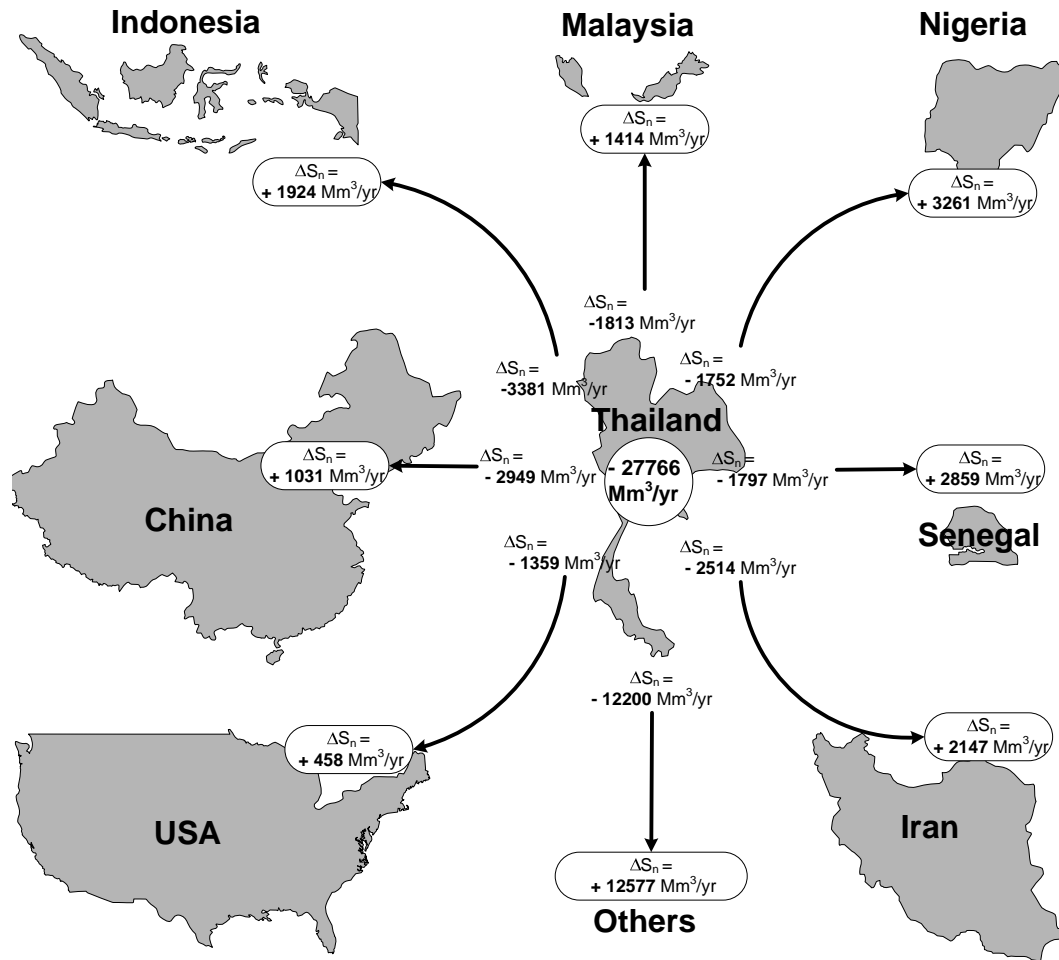 Indonesia
Malaysia
Nigeria
ΔSₙ =
+ 1924 Mm³/yr
ΔSₙ =
+ 1414 Mm³/yr
ΔSₙ =
+ 3261 Mm³/yr
ΔSₙ =
-1813 Mm³/yr
ΔSₙ =
-3381 Mm³/yr
ΔSₙ =
- 1752 Mm³/yr
Thailand
- 27766
Mm³/yr
ΔSₙ =
+ 1031 Mm³/yr
China
ΔSₙ =
- 2949 Mm³/yr
ΔSₙ =
- 1797 Mm³/yr
ΔSₙ =
+ 2859 Mm³/yr
Senegal
ΔSₙ =
- 1359 Mm³/yr
ΔSₙ =
- 2514 Mm³/yr
ΔSₙ =
- 12200 Mm³/yr
ΔSₙ =
+ 458 Mm³/yr
USA
ΔSₙ =
+ 2147 Mm³/yr
Iran
ΔSₙ =
+ 12577 Mm³/yr
Others